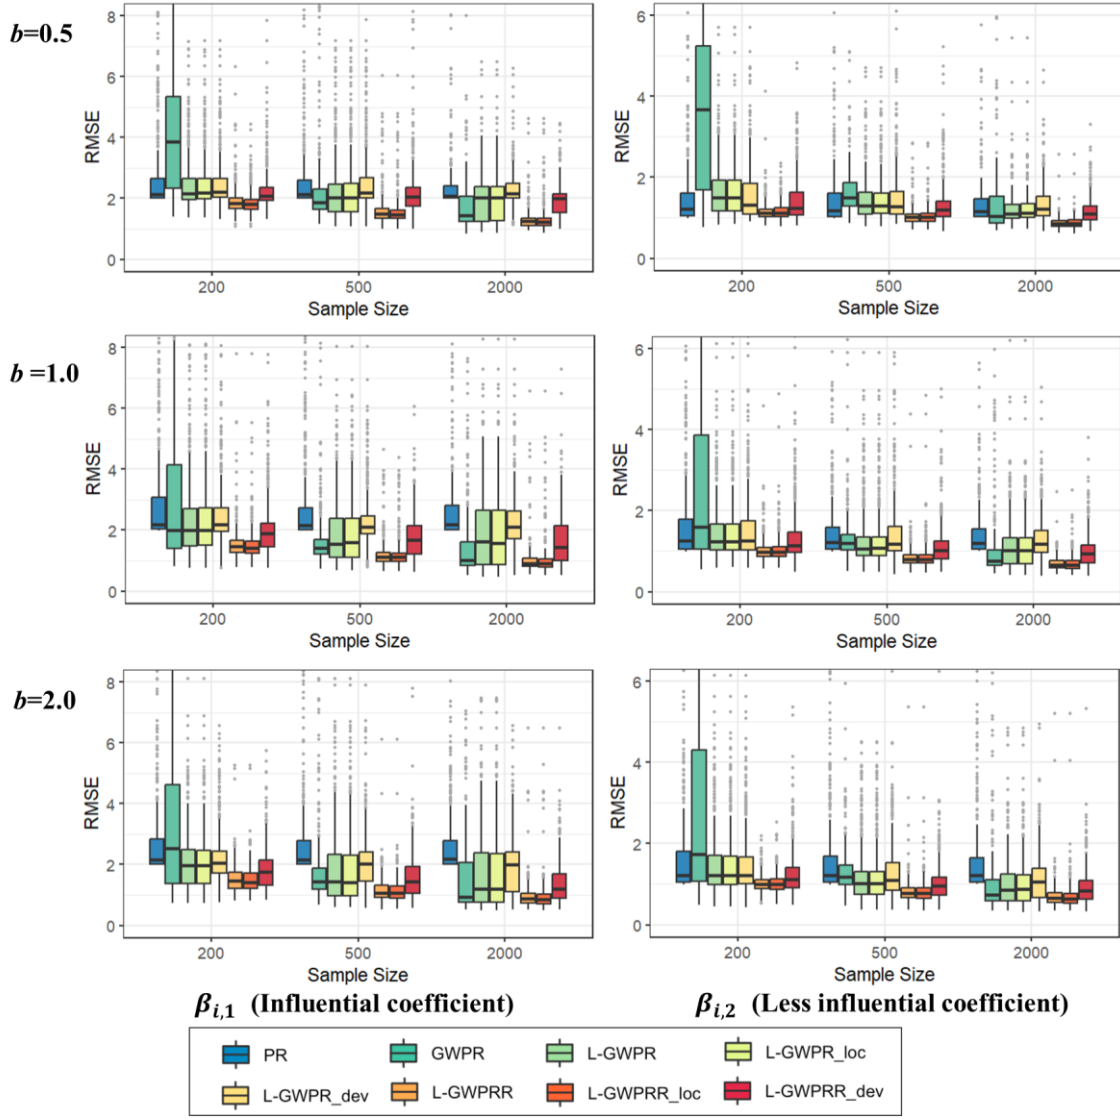 b=0.5
8
6
4
2
0
RMSE
200
500
2000
Sample Size
6
4
2
0
RMSE
200
500
2000
Sample Size
b =1.0
8
6
4
2
0
RMSE
200
500
2000
Sample Size
6
4
2
0
RMSE
200
500
2000
Sample Size
b=2.0
8
6
4
2
0
RMSE
200
500
2000
Sample Size
6
4
2
0
RMSE
200
500
2000
Sample Size
β𝑖,1 (Influential coefficient)
β𝑖,2 (Less influential coefficient)
PR
GWPR
L-GWPR
L-GWPR_loc
L-GWPR_dev
L-GWPRR
L-GWPRR_loc
L-GWPRR_dev